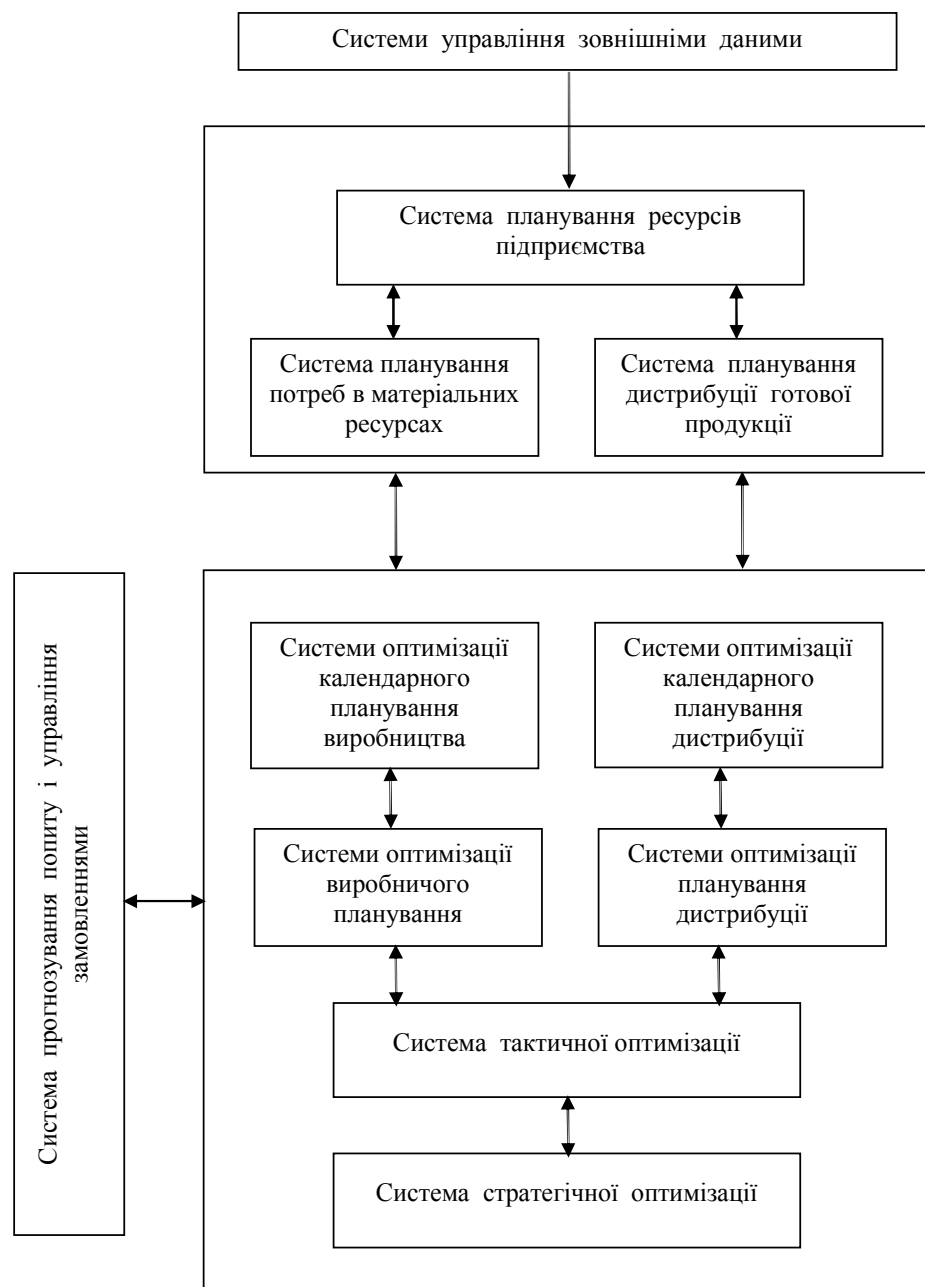 Системи управління зовнішніми даними
Система планування ресурсів
підприємства
Система планування
потреб в матеріальних
ресурсах
Система планування
дистрибуції готової
продукції
Система прогнозування попиту і управління
замовленнями
Системи оптимізації
календарного
планування
виробництва
Системи оптимізації
календарного
планування
дистрибуції
Системи оптимізації
виробничого
планування
Системи оптимізації
планування
дистрибуції
Система тактичної оптимізації
Система стратегічної оптимізації